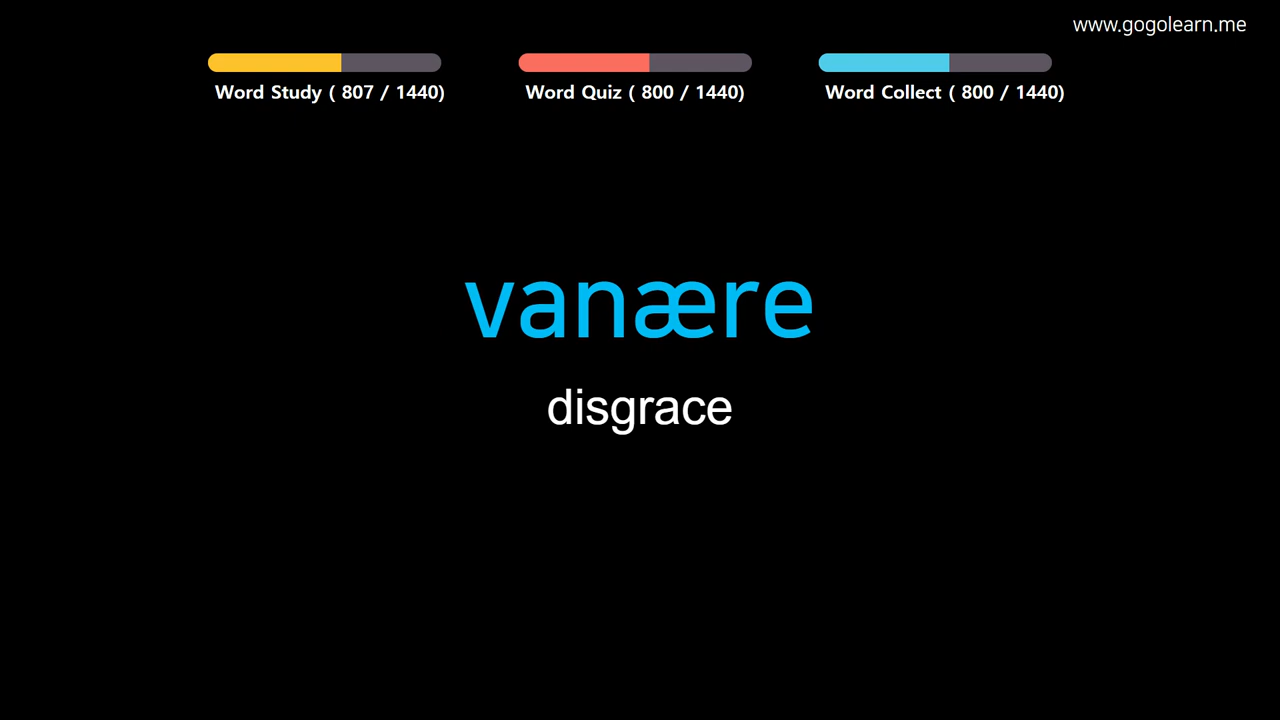 www.gogolearn.me
Word Study ( 807 / 1440)
Word Quiz ( 800 / 1440)
Word Collect ( 800 / 1440)
vanære
disgrace